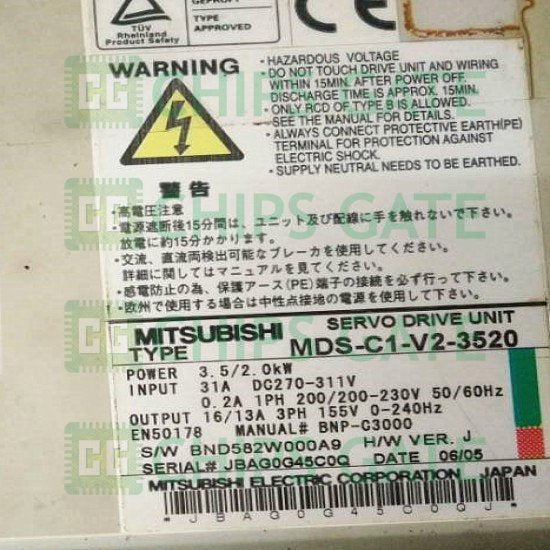 GEPRÜFT
TYPE
APPROVED
TÜV
Rheinland
Product Safety
CE
WARNING
・HAZARDOUS VOLTAGE
・DO NOT TOUCH DRIVE UNIT AND WIRING
WITHIN 15MIN. AFTER POWER OFF.
DISCHARGE TIME IS APPROX. 15MIN.
・ONLY RCD OF TYPE B IS ALLOWED.
・SEE THE MANUAL FOR DETAILS.
・ALWAYS CONNECT PROTECTIVE EARTH(PE)
TERMINAL FOR PROTECTION AGAINST
ELECTRIC SHOCK.
・SUPPLY NEUTRAL NEEDS TO BE EARTHED.
警告
・高電圧注意
・電源遮断後15分間は、ユニット及び配線に手を触れないで下さい。
放電に約15分かかります。
・交流、直流両検出可能なブレーカを使用してください。
詳細に関してはマニュアルを見てください。
・感電防止の為、保護アース(PE)端子の接続を必ず行って下さい。
・欧州で使用する場合は中性点接地の電源を使用して下さい。
MITSUBISHI SERVO DRIVE UNIT
TYPE MDS-C1-V2-3520
POWER 3.5/2.0kW
INPUT 31A DC270-311V
0.2A 1PH 200/200-230V 50/60Hz
OUTPUT 16/13A 3PH 155V 0-240Hz
EN50178 MANUAL# BNP-C3000
S/W BND582W000A9 H/W VER. J
SERIAL# JBAG0G45C0Q DATE 06/05
MITSUBISHI ELECTRIC CORPORATION JAPAN
*JBAG0G45C0Q*
CHIPS GATE